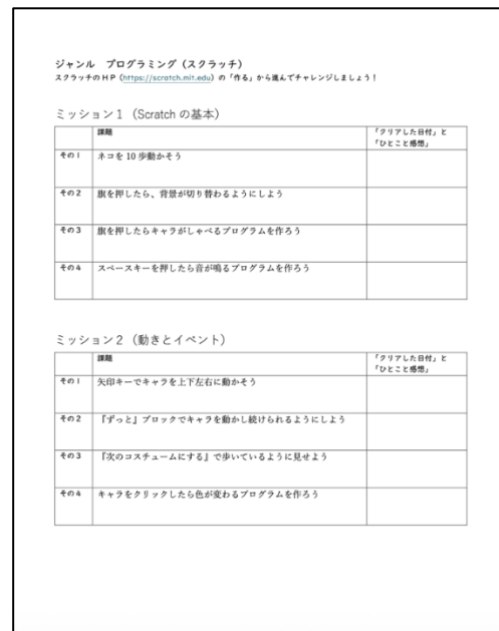 ジャンル　プログラミング（スクラッチ）
スクラッチのＨＰ（https://scratch.mit.edu）の「作る」から進んでチャレンジしましょう！
ミッション１（Scratch の基本）
課題
「クリアした日付」と
「ひとこと感想」
その１ ネコを 10 歩動かそう
その２ 旗を押したら、背景が切り替わるようにしよう
その３ 旗を押したらキャラがしゃべるプログラムを作ろう
その４ スペースキーを押したら音が鳴るプログラムを作ろう
ミッション２（動きとイベント）
課題
「クリアした日付」と
「ひとこと感想」
その１ 矢印キーでキャラを上下左右に動かそう
その２ 『ずっと』ブロックでキャラを動かし続けられるようにしよう
その３ 『次のコスチュームにする』で歩いているように見せよう
その４ キャラをクリックしたら色が変わるプログラムを作ろう